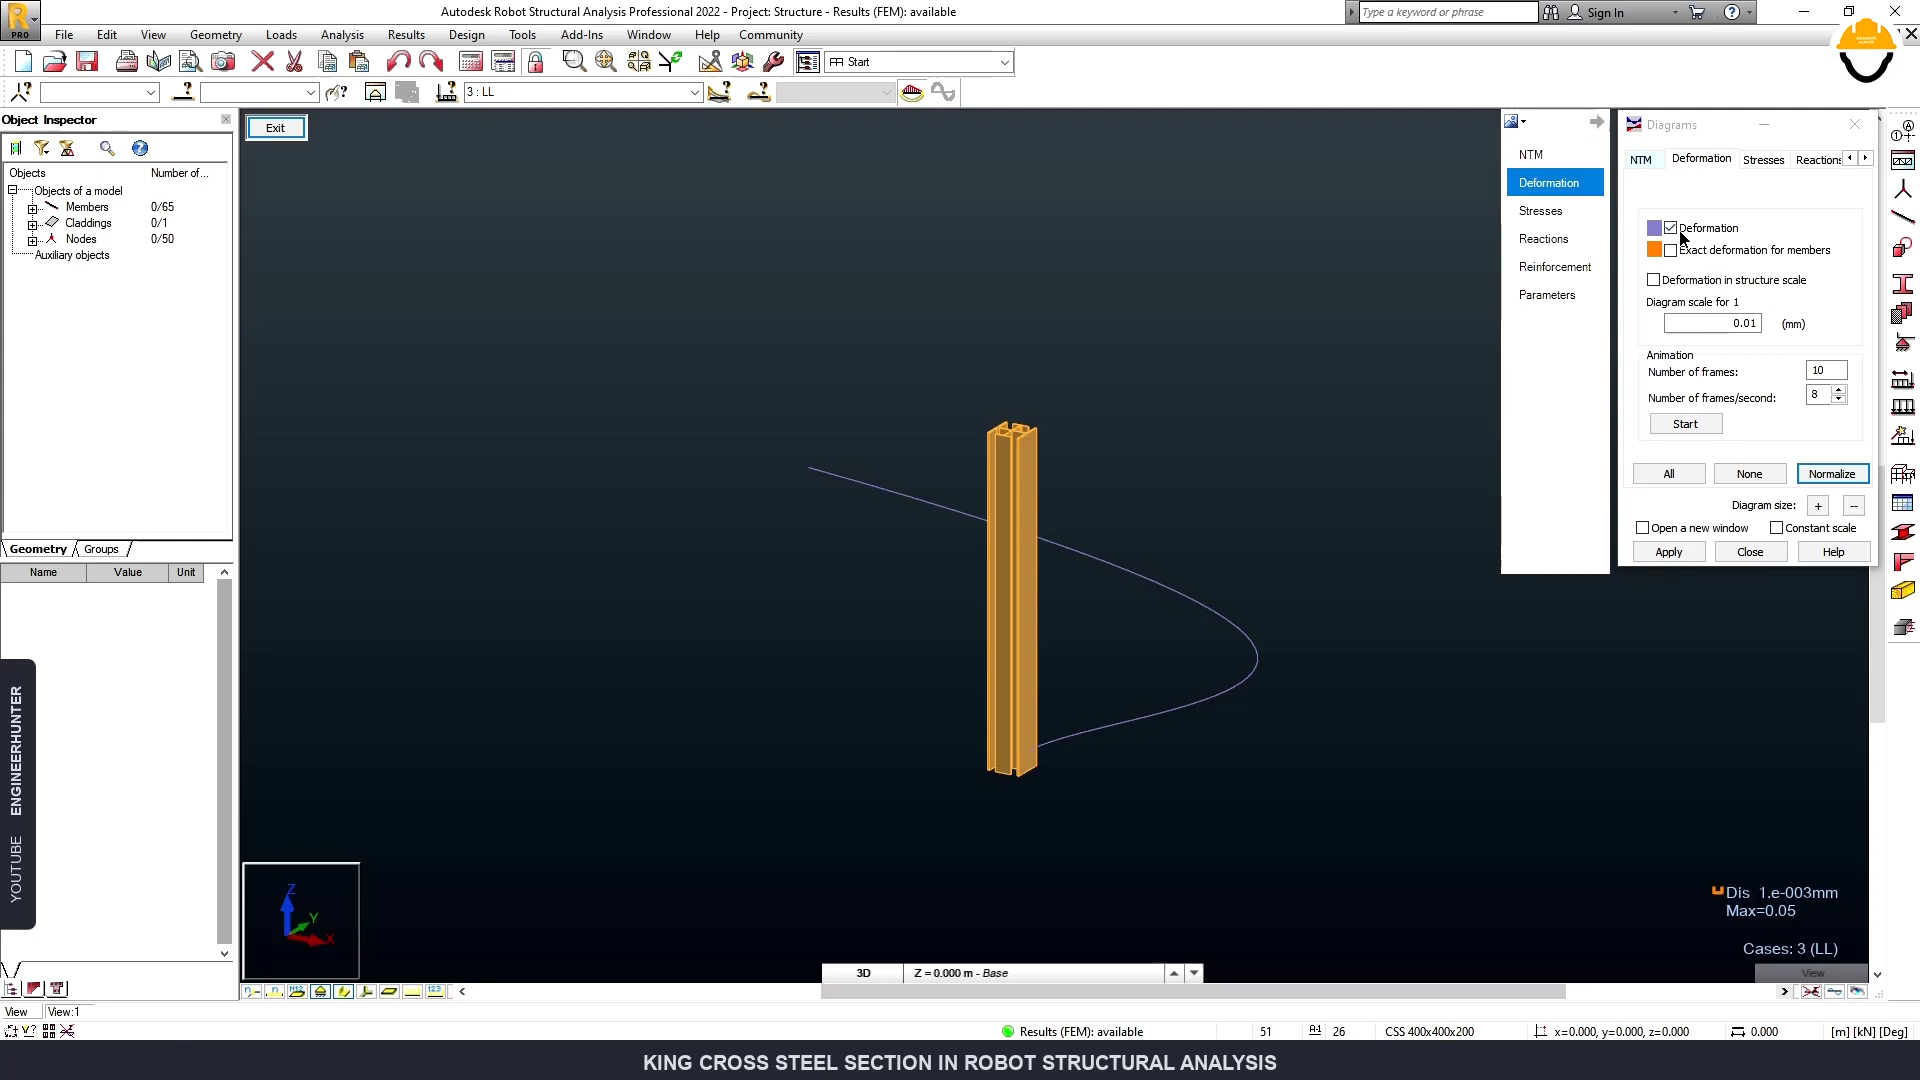 Autodesk Robot Structural Analysis Professional 2022 - Project: Structure - Results (FEM): available
Type a keyword or phrase
Sign In
PRO
File Edit View Geometry Loads Analysis Results Design Tools Add-Ins Window Help Community
Start
3 : LL
Object Inspector
Exit
Objects Number of...
Objects of a model
Members 0/65
Claddings 0/1
Nodes 0/50
Auxiliary objects
Geometry Groups
Name Value Unit
NTM
Deformation
Stresses
Reactions
Reinforcement
Parameters
Diagrams
NTM Deformation Stresses Reactions
Deformation
Exact deformation for members
Deformation in structure scale
Diagram scale for 1
0.01 (mm)
Animation
Number of frames: 10
Number of frames/second: 8
Start
All None Normalize
Diagram size: + --
Open a new window Constant scale
Apply Close Help
YOUTUBE ENGINEERHUNTER
Z
Y
X
Dis 1.e-003mm
Max=0.05
Cases: 3 (LL)
3D Z = 0.000 m - Base
View
View View:1
Results (FEM): available 51 26 CSS 400x400x200 x=0.000, y=0.000, z=0.000 0.000 [m] [kN] [Deg]
KING CROSS STEEL SECTION IN ROBOT STRUCTURAL ANALYSIS